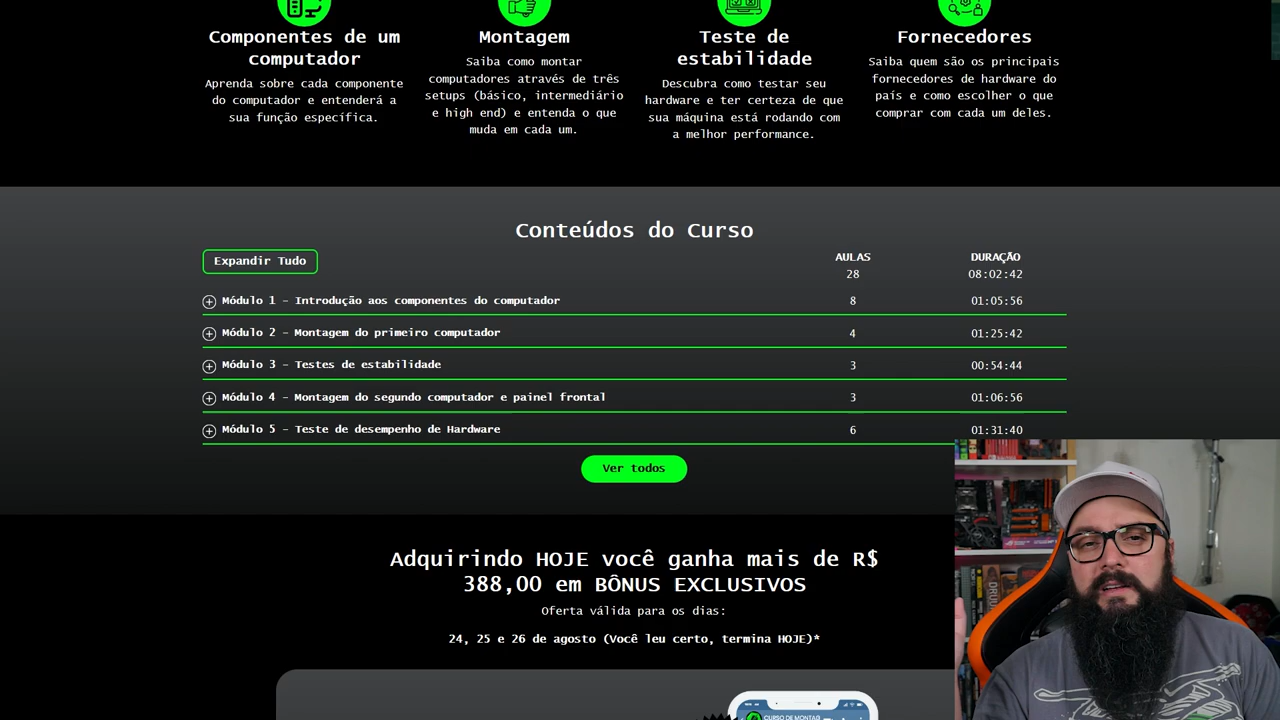 Componentes de um
computador
Aprenda sobre cada componente
do computador e entenderá a
sua função específica.
Montagem
Saiba como montar
computadores através de três
setups (básico, intermediário
e high end) e entenda o que
muda em cada um.
Teste de
estabilidade
Descubra como testar seu
hardware e ter certeza de que
sua máquina está rodando com
a melhor performance.
Fornecedores
Saiba quem são os principais
fornecedores de hardware do
país e como escolher o que
comprar com cada um deles.
Conteúdos do Curso
Expandir Tudo
AULAS
28
DURAÇÃO
08:02:42
Módulo 1 - Introdução aos componentes do computador 8 01:05:56
Módulo 2 - Montagem do primeiro computador 4 01:25:42
Módulo 3 - Testes de estabilidade 3 00:54:44
Módulo 4 - Montagem do segundo computador e painel frontal 3 01:06:56
Módulo 5 - Teste de desempenho de Hardware 6 01:31:40
Ver todos
Adquirindo HOJE você ganha mais de R$
388,00 em BÔNUS EXCLUSIVOS
Oferta válida para os dias:
24, 25 e 26 de agosto (Você leu certo, termina HOJE)*
CURSO DE MONTAG